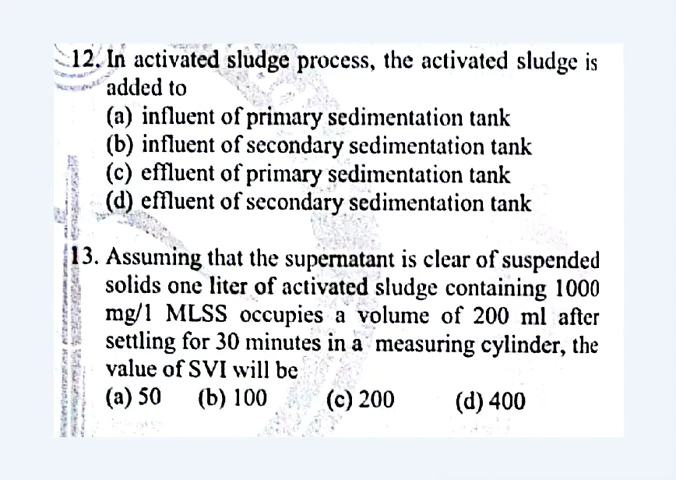 12. In activated sludge process, the activated sludge is
added to
(a) influent of primary sedimentation tank
(b) influent of secondary sedimentation tank
(c) effluent of primary sedimentation tank
(d) effluent of secondary sedimentation tank
13. Assuming that the supernatant is clear of suspended
solids one liter of activated sludge containing 1000
mg/1 MLSS occupies a volume of 200 ml after
settling for 30 minutes in a measuring cylinder, the
value of SVI will be
(a) 50 (b) 100 (c) 200 (d) 400